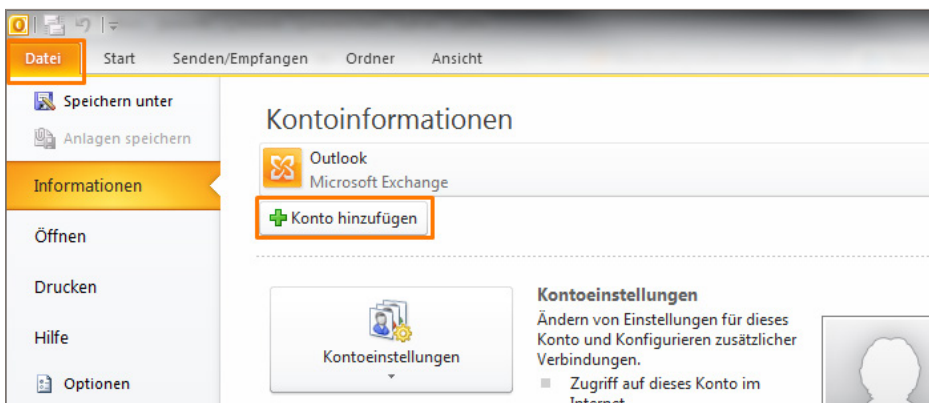 Datei Start Senden/Empfangen Ordner Ansicht
Speichern unter
Anlagen speichern
Informationen
Öffnen
Drucken
Hilfe
Optionen
Kontoinformationen
Outlook
Microsoft Exchange
Konto hinzufügen
Kontoeinstellungen
Kontoeinstellungen
Ändern von Einstellungen für dieses
Konto und Konfigurieren zusätzlicher
Verbindungen.
Zugriff auf dieses Konto im
Internet